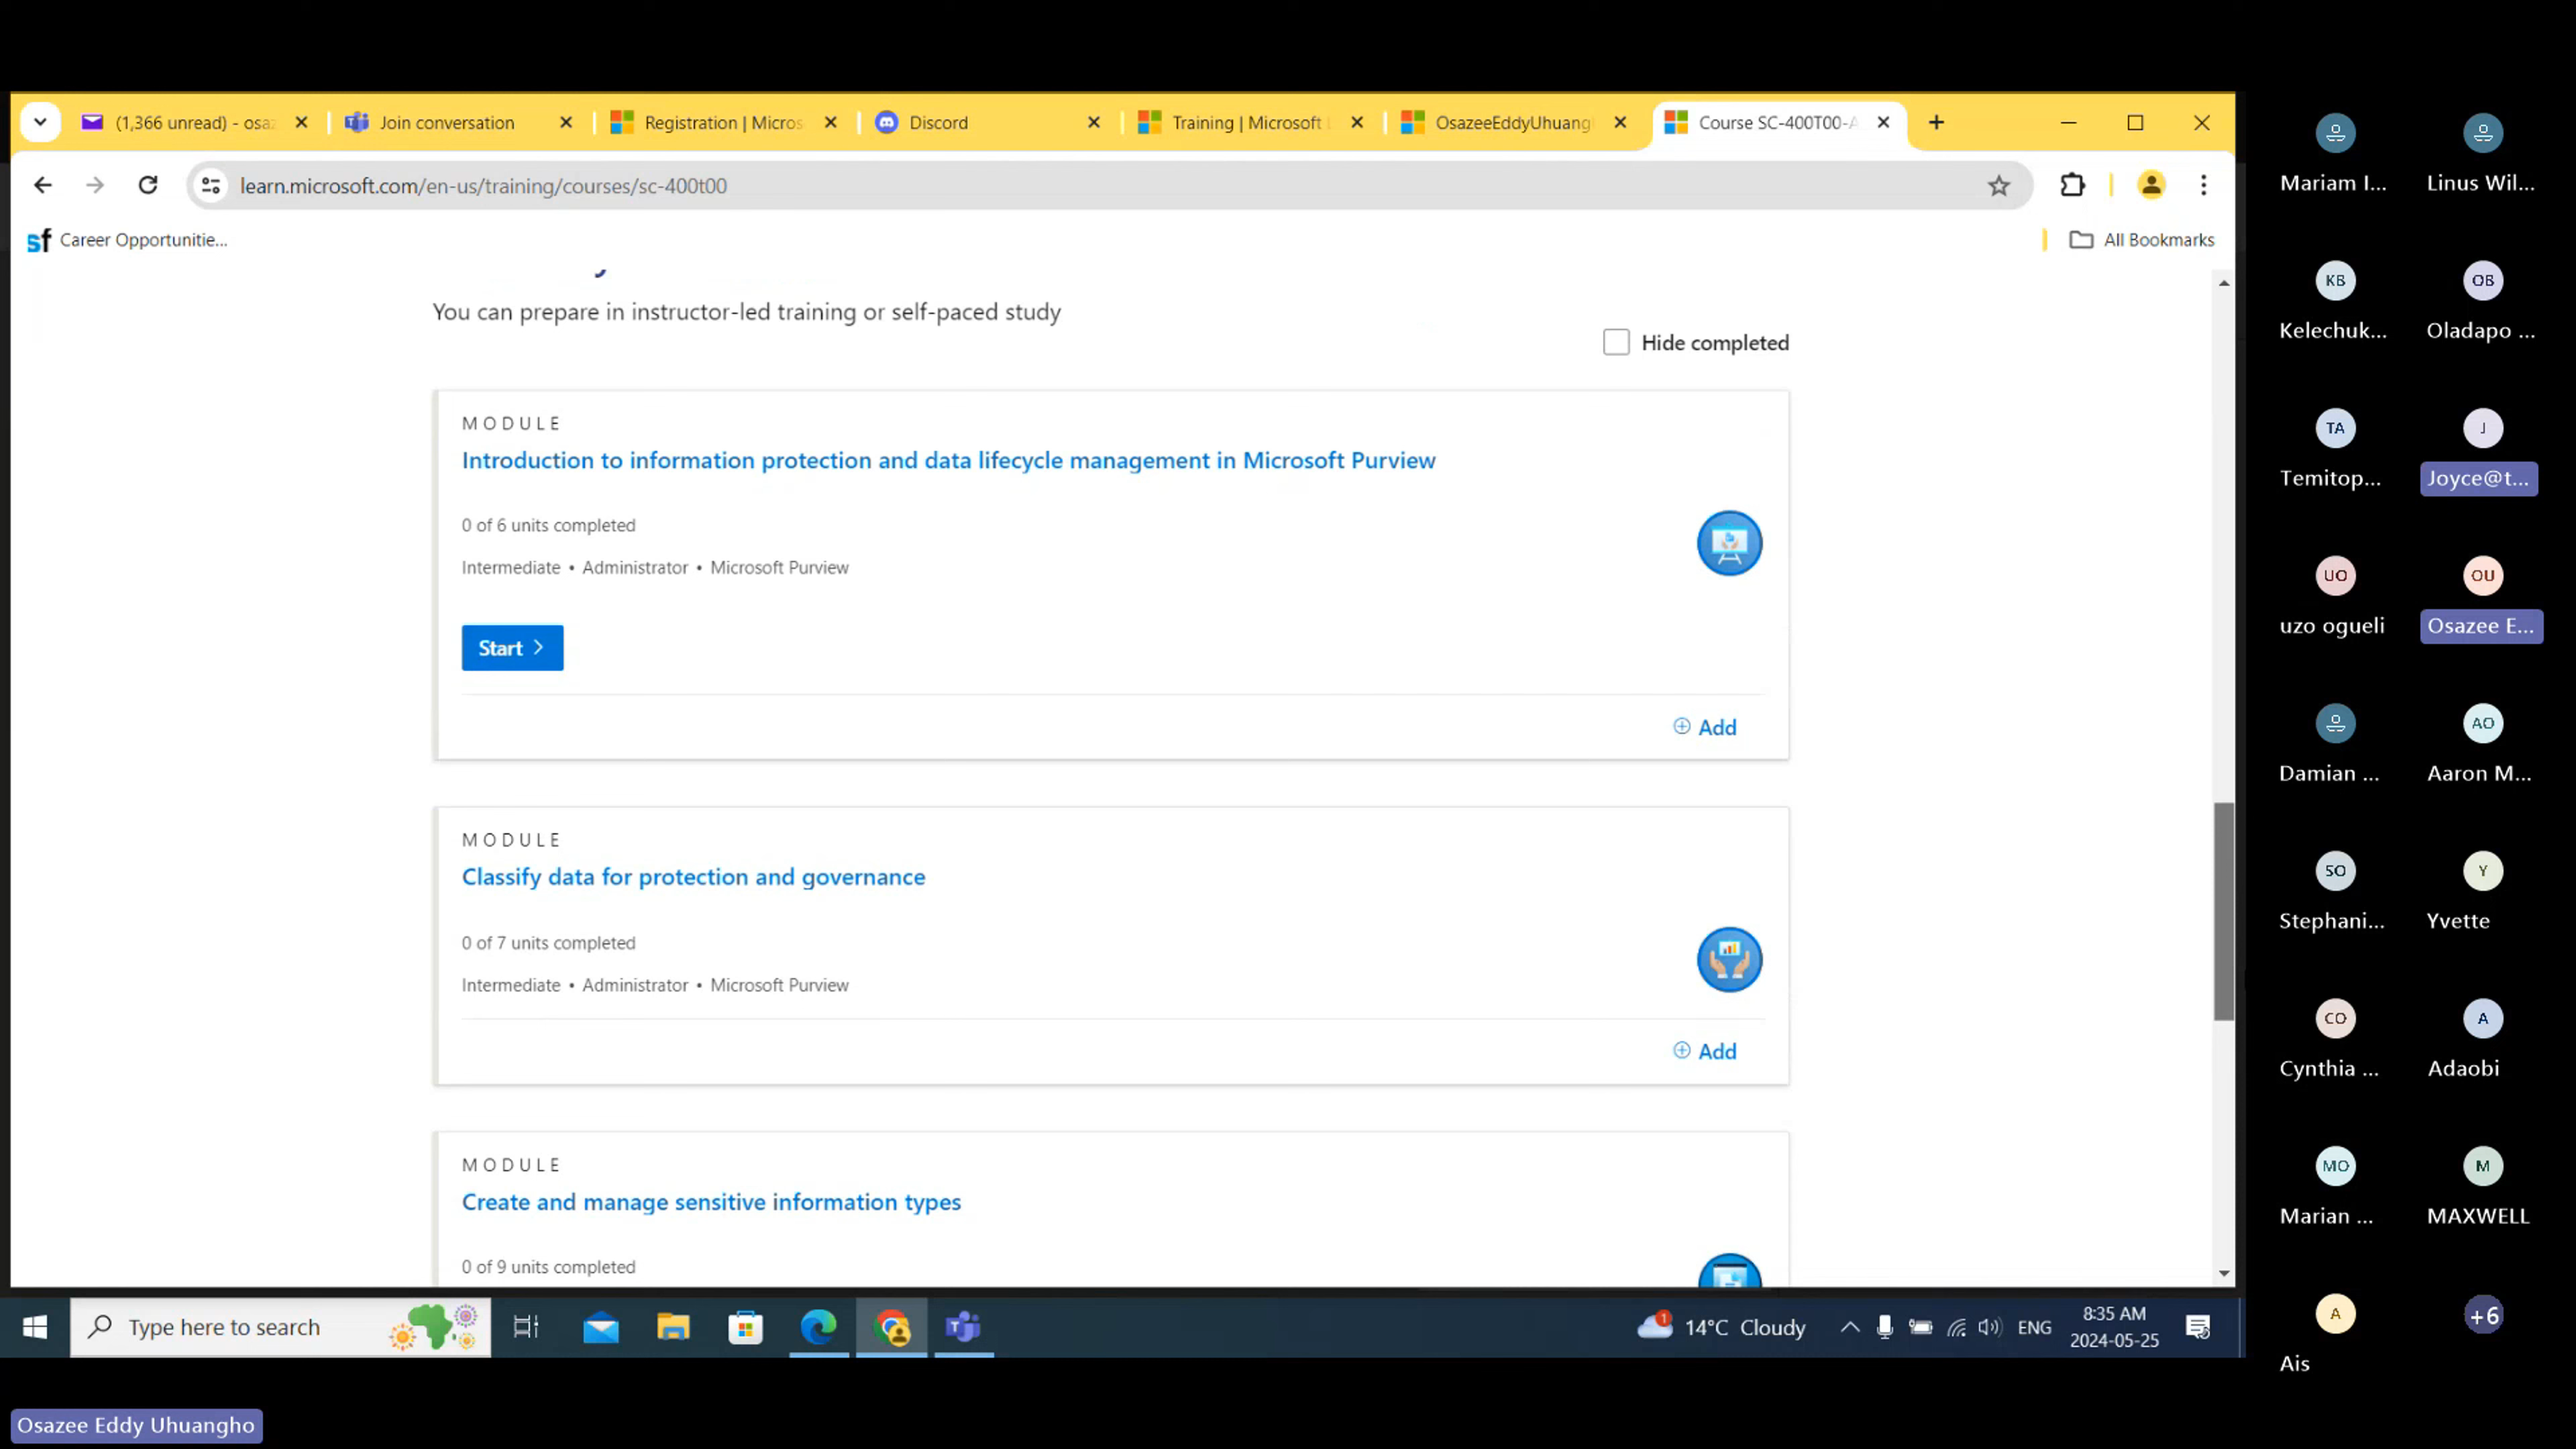 (1,366 unread) - osaz
Join conversation
Registration | Micros
Discord
Training | Microsoft L
OsazeeEddyUhuang
Course SC-400T00-A
learn.microsoft.com/en-us/training/courses/sc-400t00
sf Career Opportunitie...
All Bookmarks
You can prepare in instructor-led training or self-paced study
Hide completed
MODULE
Introduction to information protection and data lifecycle management in Microsoft Purview
0 of 6 units completed
Intermediate • Administrator • Microsoft Purview
Start
Add
MODULE
Classify data for protection and governance
0 of 7 units completed
Intermediate • Administrator • Microsoft Purview
Add
MODULE
Create and manage sensitive information types
0 of 9 units completed
Type here to search
1
14°C Cloudy
ENG
8:35 AM
2024-05-25
Osazee Eddy Uhuangho
Mariam I...
Linus Wil...
KB
OB
Kelechuk...
Oladapo ...
TA
J
Temitop...
Joyce@t...
UO
OU
uzo ogueli
Osazee E...
AO
Damian ...
Aaron M...
SO
Y
Stephani...
Yvette
CO
A
Cynthia ...
Adaobi
MO
M
Marian ...
MAXWELL
A
+6
Ais